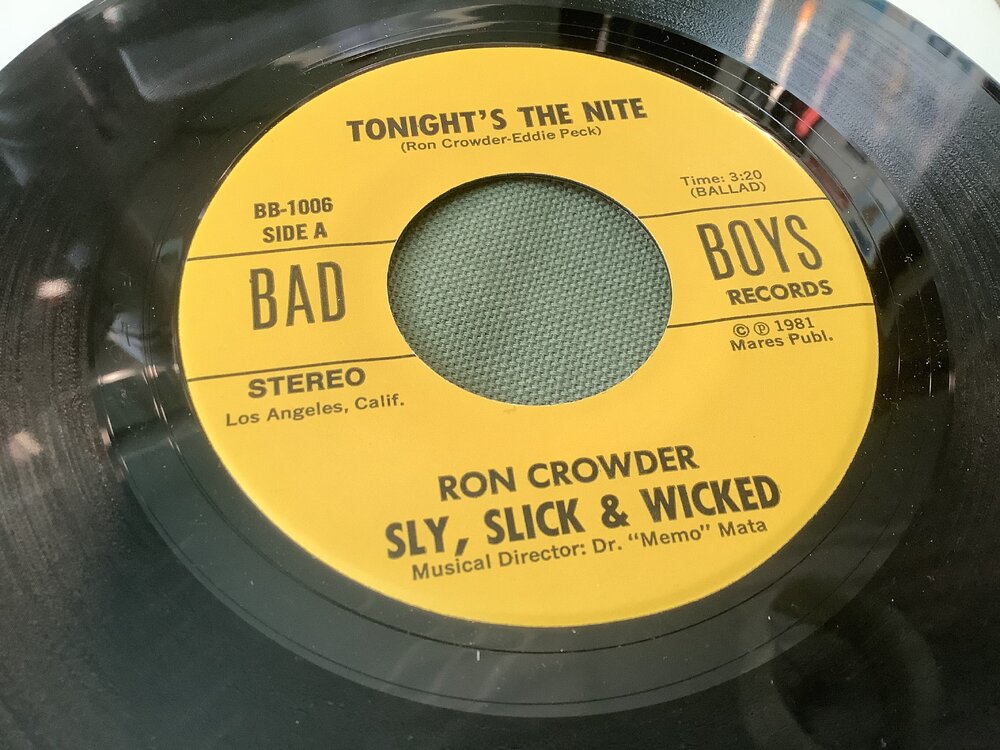 TONIGHT'S THE NITE
(Ron Crowder-Eddie Peck)
Time: 3:20
(BALLAD)
BB-1006
SIDE A
BAD BOYS
RECORDS
© ℗ 1981
Mares Publ.
STEREO
Los Angeles, Calif.
RON CROWDER
SLY, SLICK & WICKED
Musical Director: Dr. "Memo" Mata